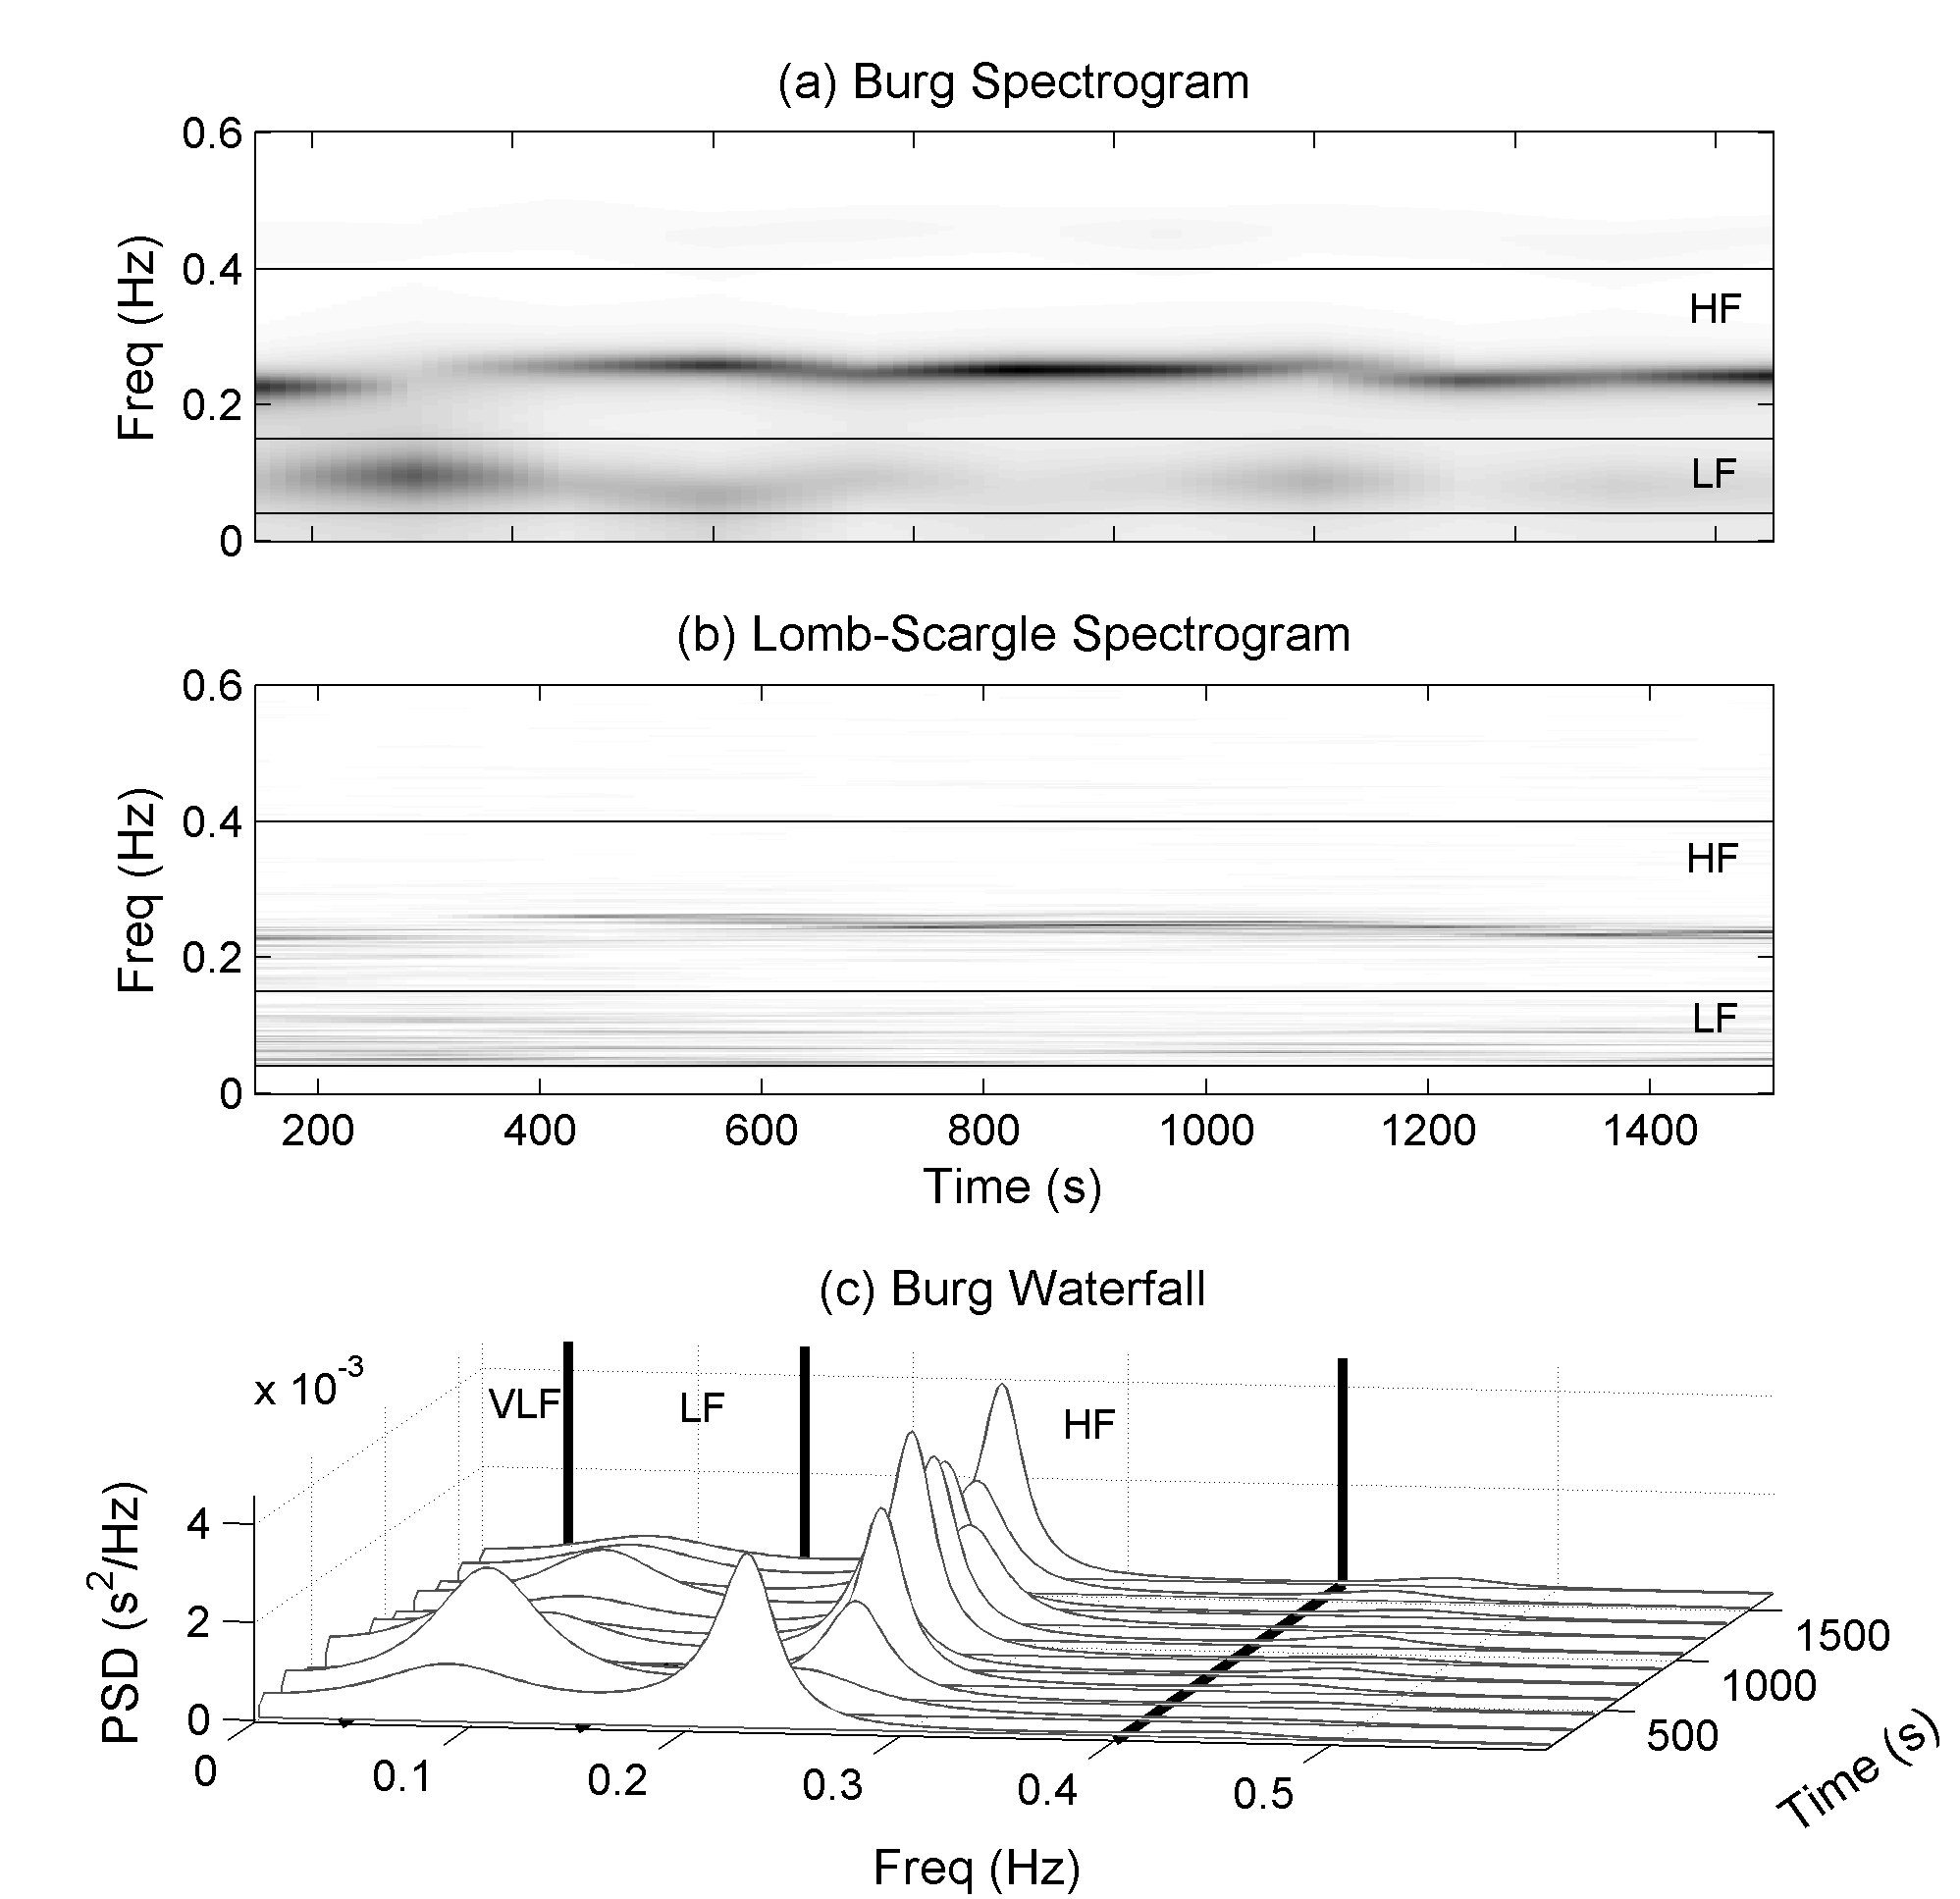 (a) Burg Spectrogram
0.6
0.4
0.2
0
Freq (Hz)
HF
LF
(b) Lomb-Scargle Spectrogram
0.6
0.4
0.2
0
Freq (Hz)
HF
LF
200 400 600 800 1000 1200 1400
Time (s)
(c) Burg Waterfall
x 10-3
VLF
LF
HF
4
2
0
PSD (s2/Hz)
0 0.1 0.2 0.3 0.4 0.5
Freq (Hz)
1500
1000
500
Time (s)